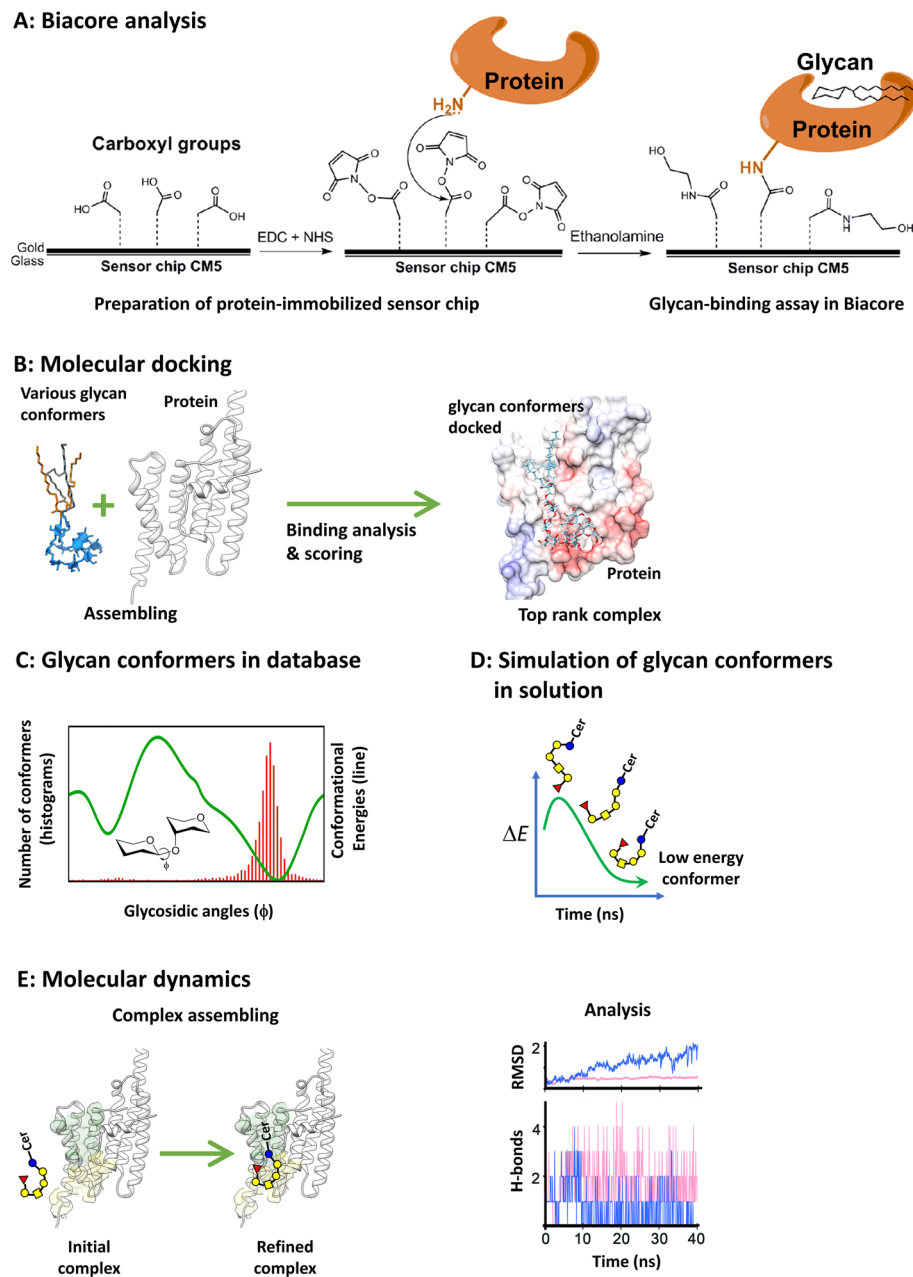 A: Biacore analysis
Glycan
Protein
Protein
H2N
Carboxyl groups
HO
O
HO
O
O
OH
O
N
O
O
O
O
N
O
O
O
O
O
N
O
O
HN
HO
N
H
O
O
O
N
H
OH
Gold
Glass
Sensor chip CM5
EDC + NHS
Sensor chip CM5
Ethanolamine
Sensor chip CM5
Preparation of protein-immobilized sensor chip
Glycan-binding assay in Biacore
B: Molecular docking
Various glycan
conformers
Protein
+
Assembling
Binding analysis
& scoring
glycan conformers
docked
Protein
Top rank complex
C: Glycan conformers in database
Number of conformers
(histograms)
O
O
O
ϕ
Conformational
Energies (line)
Glycosidic angles (ϕ)
D: Simulation of glycan conformers
in solution
Cer
Cer
Cer
ΔE
Low energy
conformer
Time (ns)
E: Molecular dynamics
Complex assembling
Cer
Cer
Initial
complex
Refined
complex
Analysis
RMSD
2
H-bonds
4
2
0 10 20 30 40
Time (ns)